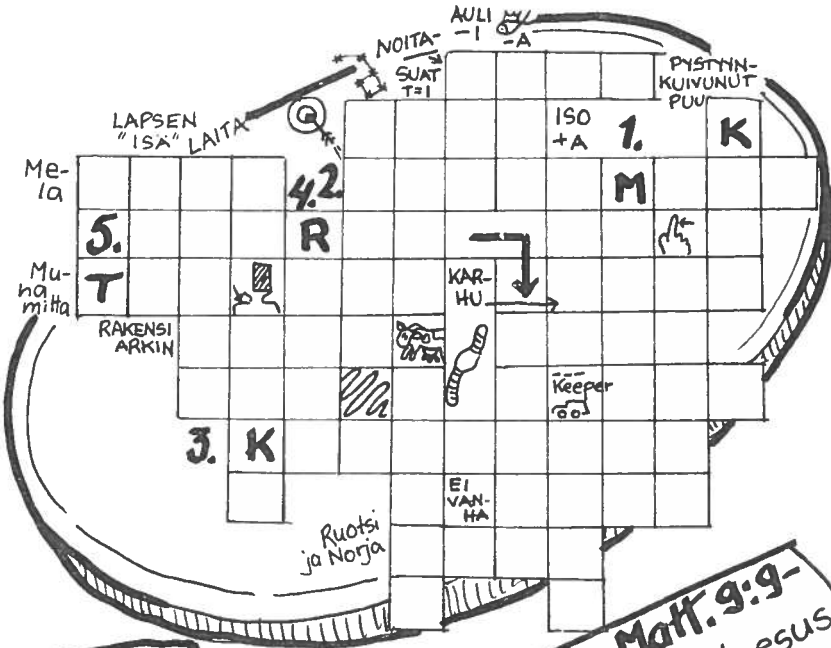 AULI
-I -A
NOITA-
SUAT
T=1
PYSTYYN-
KUIVUNUT
PUU
LAPSEN
"ISÄ"
LAITA
ISO
+A
1.
K
Me-
la
4. 2.
M
5.
R
Mu-
na
mitta
T
KAR-
HU
RAKENSI
ARKIN
---
Keeper
3. K
EI
VAN-
HA
Ruotsi
ja Norja
Matt. 9:9-
Jesus